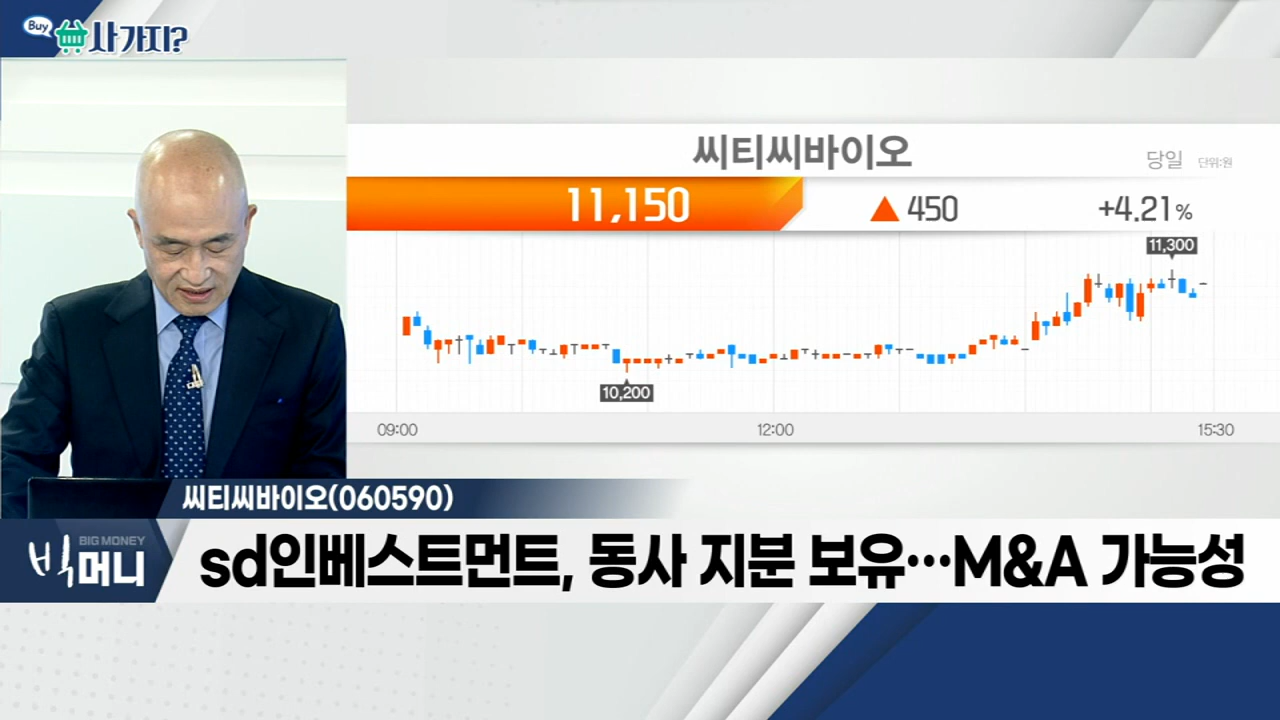 Buy
사가지?
씨티씨바이오
당일 단위:원
11,150 ▲ 450 +4.21%
11,300
10,200
09:00 12:00 15:30
씨티씨바이오(060590)
BIG MONEY
빅머니
sd인베스트먼트, 동사 지분 보유…M&A 가능성